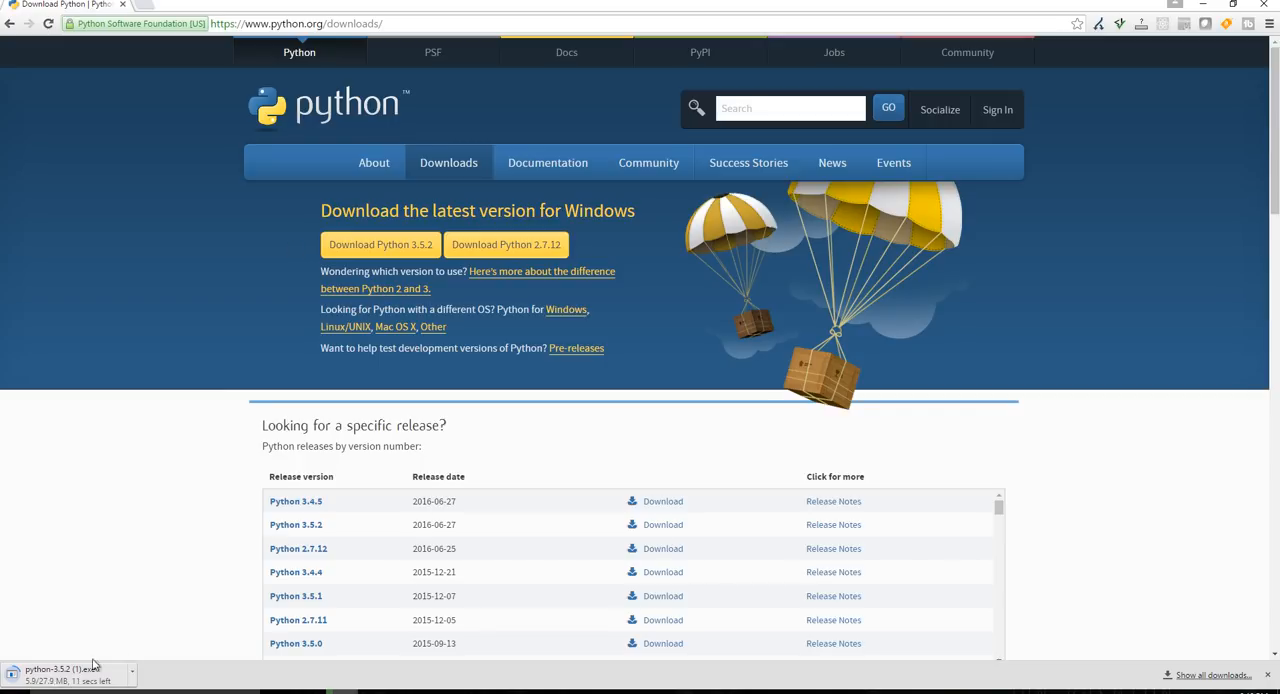 Download Python | Pyth
Python Software Foundation [US] https://www.python.org/downloads/
Python PSF Docs PyPI Jobs Community
python™
Search GO Socialize Sign In
About Downloads Documentation Community Success Stories News Events
Download the latest version for Windows
Download Python 3.5.2 Download Python 2.7.12
Wondering which version to use? Here's more about the difference
between Python 2 and 3.
Looking for Python with a different OS? Python for Windows,
Linux/UNIX, Mac OS X, Other
Want to help test development versions of Python? Pre-releases
Looking for a specific release?
Python releases by version number:
Release version Release date Click for more
Python 3.4.5 2016-06-27 Download Release Notes
Python 3.5.2 2016-06-27 Download Release Notes
Python 2.7.12 2016-06-25 Download Release Notes
Python 3.4.4 2015-12-21 Download Release Notes
Python 3.5.1 2015-12-07 Download Release Notes
Python 2.7.11 2015-12-05 Download Release Notes
Python 3.5.0 2015-09-13 Download Release Notes
python-3.5.2 (1).exe
5.9/27.9 MB, 11 secs left
Show all downloads...